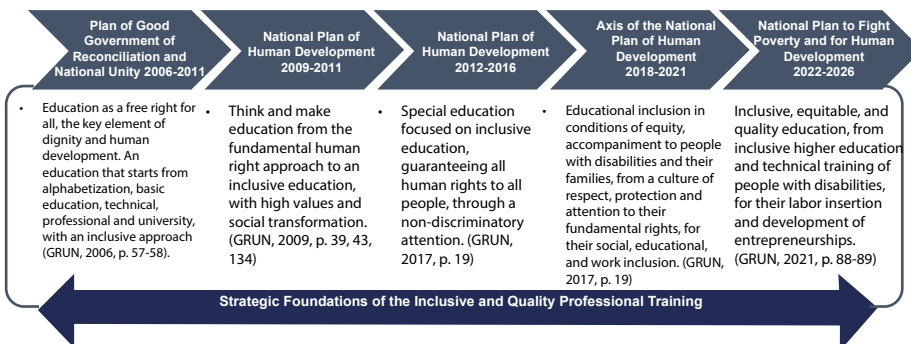 Plan of Good
Government of
Reconciliation and
National Unity 2006-2011
National Plan of
Human Development
2009-2011
National Plan of
Human Development
2012-2016
Axis of the National
Plan of Human
Development
2018-2021
National Plan to Fight
Poverty and for Human
Development
2022-2026
• Education as a free right for
all, the key element of
dignity and human
development. An
education that starts from
alphabetization, basic
education, technical,
professional and university,
with an inclusive approach
(GRUN, 2006, p. 57-58).
• Think and make
education from the
fundamental human
right approach to an
inclusive education,
with high values and
social transformation.
(GRUN, 2009, p. 39, 43,
134)
• Special education
focused on inclusive
education,
guaranteeing all
human rights to all
people, through a
non-discriminatory
attention. (GRUN,
2017, p. 19)
• Educational inclusion in
conditions of equity,
accompaniment to people
with disabilities and their
families, from a culture of
respect, protection and
attention to their
fundamental rights, for
their social, educational,
and work inclusion. (GRUN,
2017, p. 19)
Inclusive, equitable, and
quality education, from
inclusive higher education
and technical training of
people with disabilities,
for their labor insertion
and development of
entrepreneurships.
(GRUN, 2021, p. 88-89)
Strategic Foundations of the Inclusive and Quality Professional Training